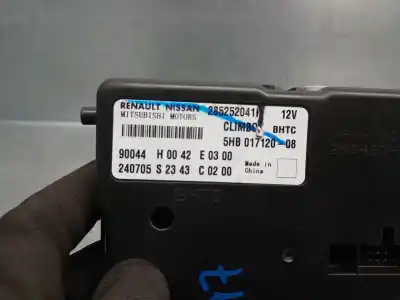 RENAULT NISSAN 285252041R 12V
MITSUBISHI MOTORS CLIMBOX BHTC
5HB 017120-08
90044 H 00 42 E 03 00
240705 S 23 43 C 02 00
Made in China
BHTC